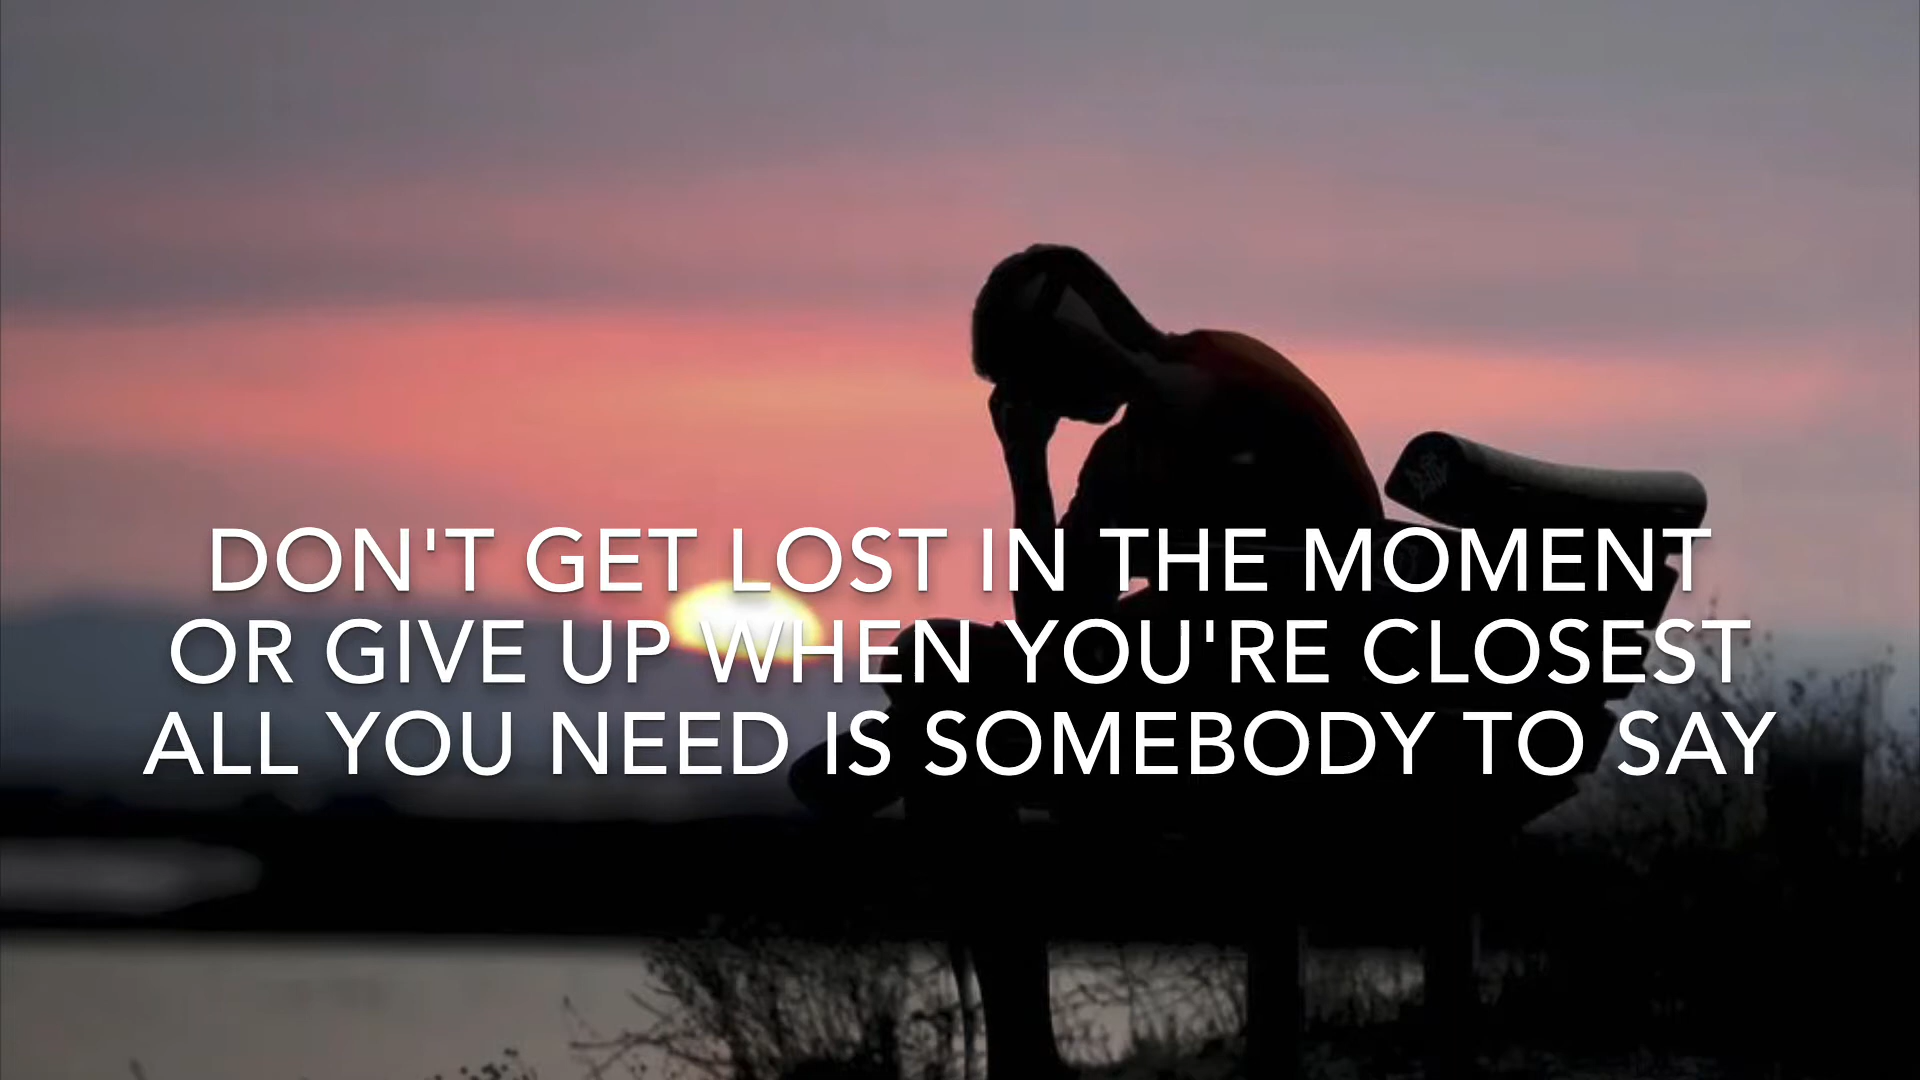 DON'T GET LOST IN THE MOMENT
OR GIVE UP WHEN YOU'RE CLOSEST
ALL YOU NEED IS SOMEBODY TO SAY